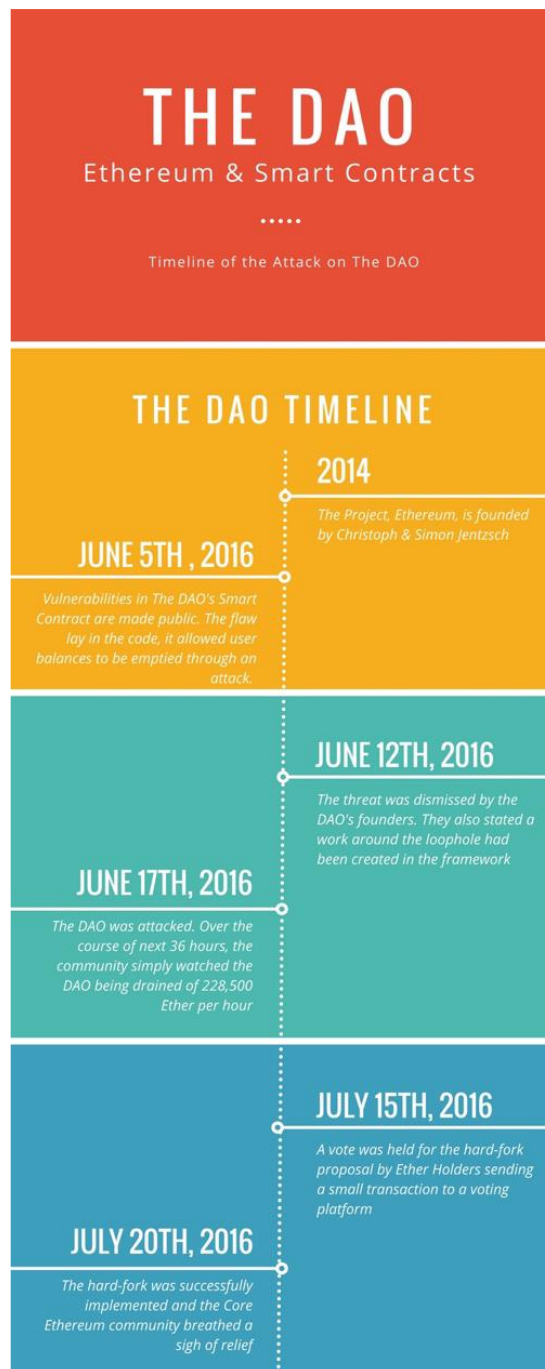 THE DAO
Ethereum & Smart Contracts
Timeline of the Attack on The DAO
THE DAO TIMELINE
2014
The Project, Ethereum, is founded
by Christoph & Simon Jentzsch
JUNE 5TH , 2016
Vulnerabilities in The DAO's Smart
Contract are made public. The flaw
lay in the code, it allowed user
balances to be emptied through an
attack.
JUNE 12TH, 2016
The threat was dismissed by the
DAO's founders. They also stated a
work around the loophole had
been created in the framework
JUNE 17TH, 2016
The DAO was attacked. Over the
course of next 36 hours, the
community simply watched the
DAO being drained of 228,500
Ether per hour
JULY 15TH, 2016
A vote was held for the hard-fork
proposal by Ether Holders sending
a small transaction to a voting
platform
JULY 20TH, 2016
The hard-fork was successfully
implemented and the Core
Ethereum community breathed a
sigh of relief